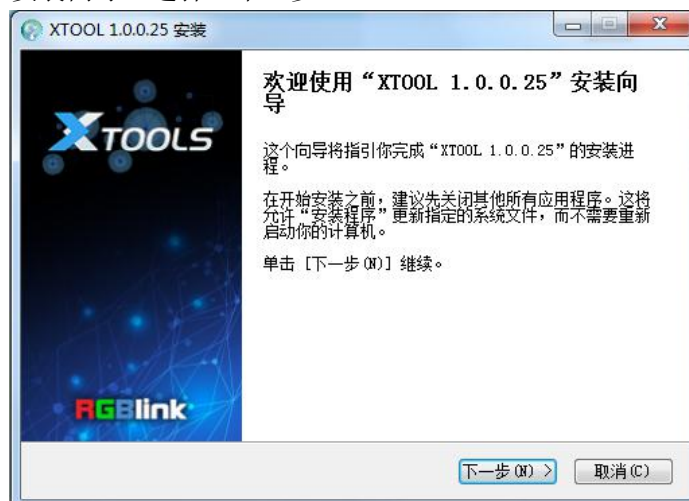 XTOOL 1.0.0.25 安装
XTOOLS
RGBlink
欢迎使用“XTOOL 1.0.0.25”安装向
导
这个向导将指引你完成“XTOOL 1.0.0.25”的安装进
程。
在开始安装之前，建议先关闭其他所有应用程序。这将
允许“安装程序”更新指定的系统文件，而不需要重新
启动你的计算机。
单击 [下一步(N)] 继续。
下一步(N) >
取消(C)